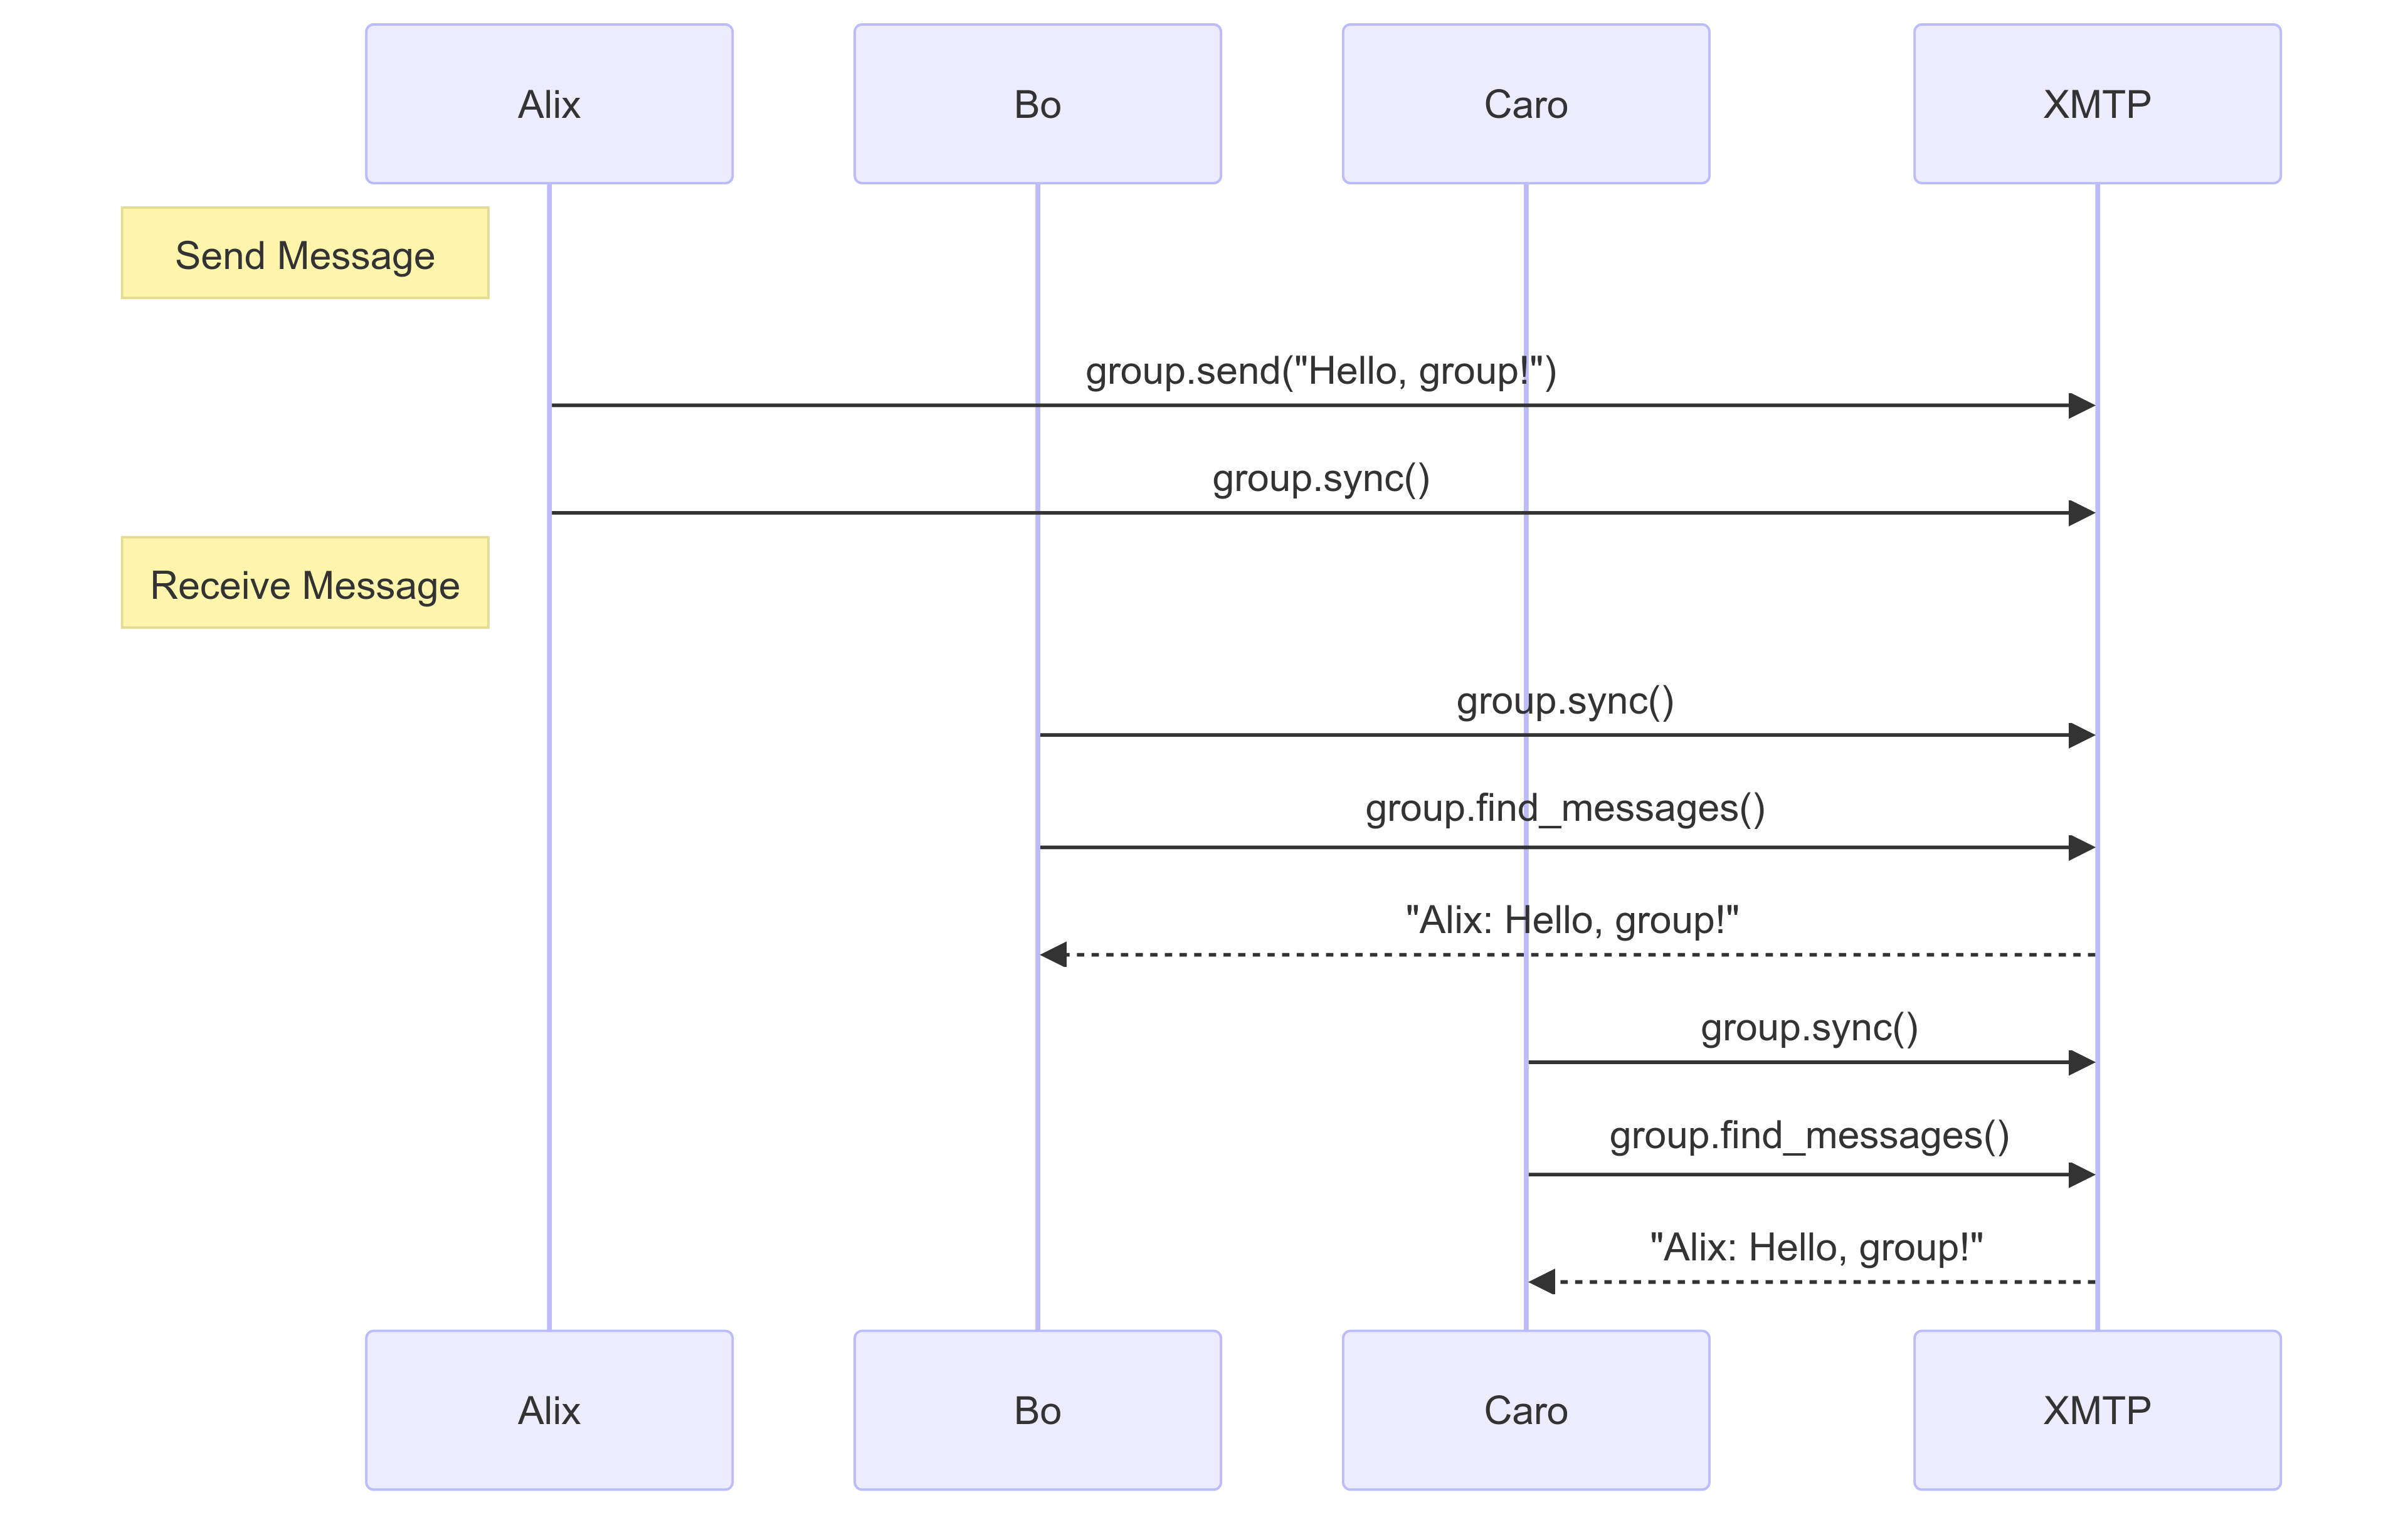 Alix
Bo
Caro
XMTP
Send Message
group.send("Hello, group!")
group.sync()
Receive Message
group.sync()
group.find_messages()
"Alix: Hello, group!"
group.sync()
group.find_messages()
"Alix: Hello, group!"
Alix
Bo
Caro
XMTP